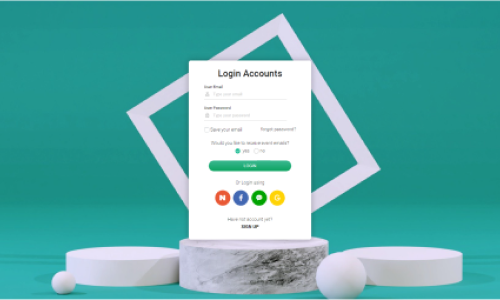 Login Accounts
User Email
Type your email
User Password
Type your password
Save your email
Forgot password?
Would you like to receive event emails?
yes
LOGIN
Or Login using
f
G
Have not account yet?
SIGN UP